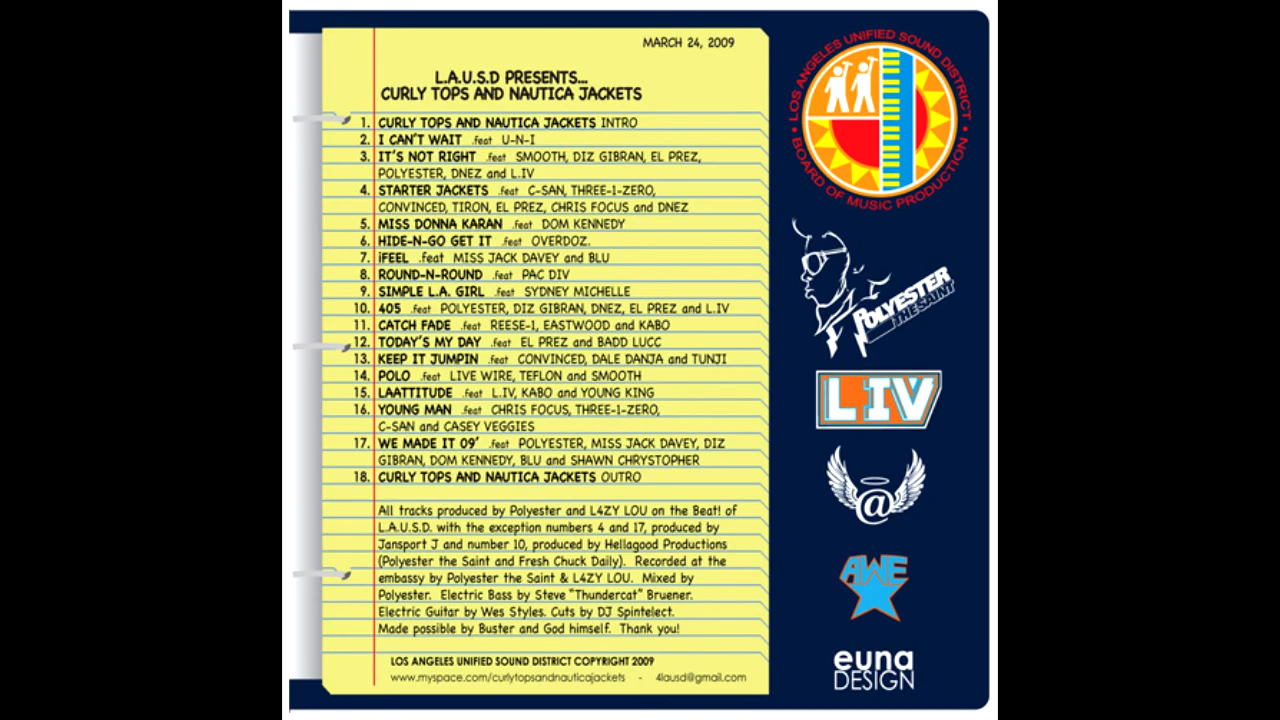 MARCH 24, 2009
L.A.U.S.D PRESENTS...
CURLY TOPS AND NAUTICA JACKETS
1. CURLY TOPS AND NAUTICA JACKETS INTRO
2. I CAN'T WAIT .feat U-N-I
3. IT'S NOT RIGHT .feat SMOOTH, DIZ GIBRAN, EL PREZ,
POLYESTER, DNEZ and L.IV
4. STARTER JACKETS .feat C-SAN, THREE-1-ZERO,
CONVINCED, TIRON, EL PREZ, CHRIS FOCUS and DNEZ
5. MISS DONNA KARAN .feat DOM KENNEDY
6. HIDE-N-GO GET IT .feat OVERDOZ.
7. iFEEL .feat MISS JACK DAVEY and BLU
8. ROUND-N-ROUND .feat PAC DIV
9. SIMPLE L.A. GIRL .feat SYDNEY MICHELLE
10. 405 .feat POLYESTER, DIZ GIBRAN, DNEZ, EL PREZ and L.IV
11. CATCH FADE .feat REESE-1, EASTWOOD and KABO
12. TODAY'S MY DAY .feat EL PREZ and BADD LUCC
13. KEEP IT JUMPIN .feat CONVINCED, DALE DANJA and TUNJI
14. POLO .feat LIVE WIRE, TEFLON and SMOOTH
15. LAATTITUDE .feat L.IV, KABO and YOUNG KING
16. YOUNG MAN .feat CHRIS FOCUS, THREE-1-ZERO,
C-SAN and CASEY VEGGIES
17. WE MADE IT 09' .feat POLYESTER, MISS JACK DAVEY, DIZ
GIBRAN, DOM KENNEDY, BLU and SHAWN CHRYSTOPHER
18. CURLY TOPS AND NAUTICA JACKETS OUTRO
All tracks produced by Polyester and L4ZY LOU on the Beat! of
L.A.U.S.D. with the exception numbers 4 and 17, produced by
Jansport J and number 10, produced by Hellagood Productions
(Polyester the Saint and Fresh Chuck Daily). Recorded at the
embassy by Polyester the Saint & L4ZY LOU. Mixed by
Polyester. Electric Bass by Steve "Thundercat" Bruener.
Electric Guitar by Wes Styles. Cuts by DJ Spintelect.
Made possible by Buster and God himself. Thank you!
LOS ANGELES UNIFIED SOUND DISTRICT COPYRIGHT 2009
www.myspace.com/curlytopsandnauticajackets - 4lausd@gmail.com
• LOS ANGELES UNIFIED SOUND DISTRICT •
BOARD OF MUSIC PRODUCTION
POLYESTER
THE SAINT
L IV
@
AWE
euna
DESIGN